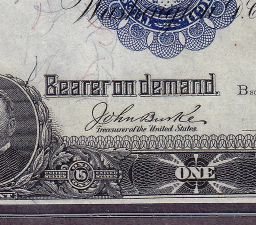 Bearer on demand.
John Burke
Treasurer of the United States.
ONE